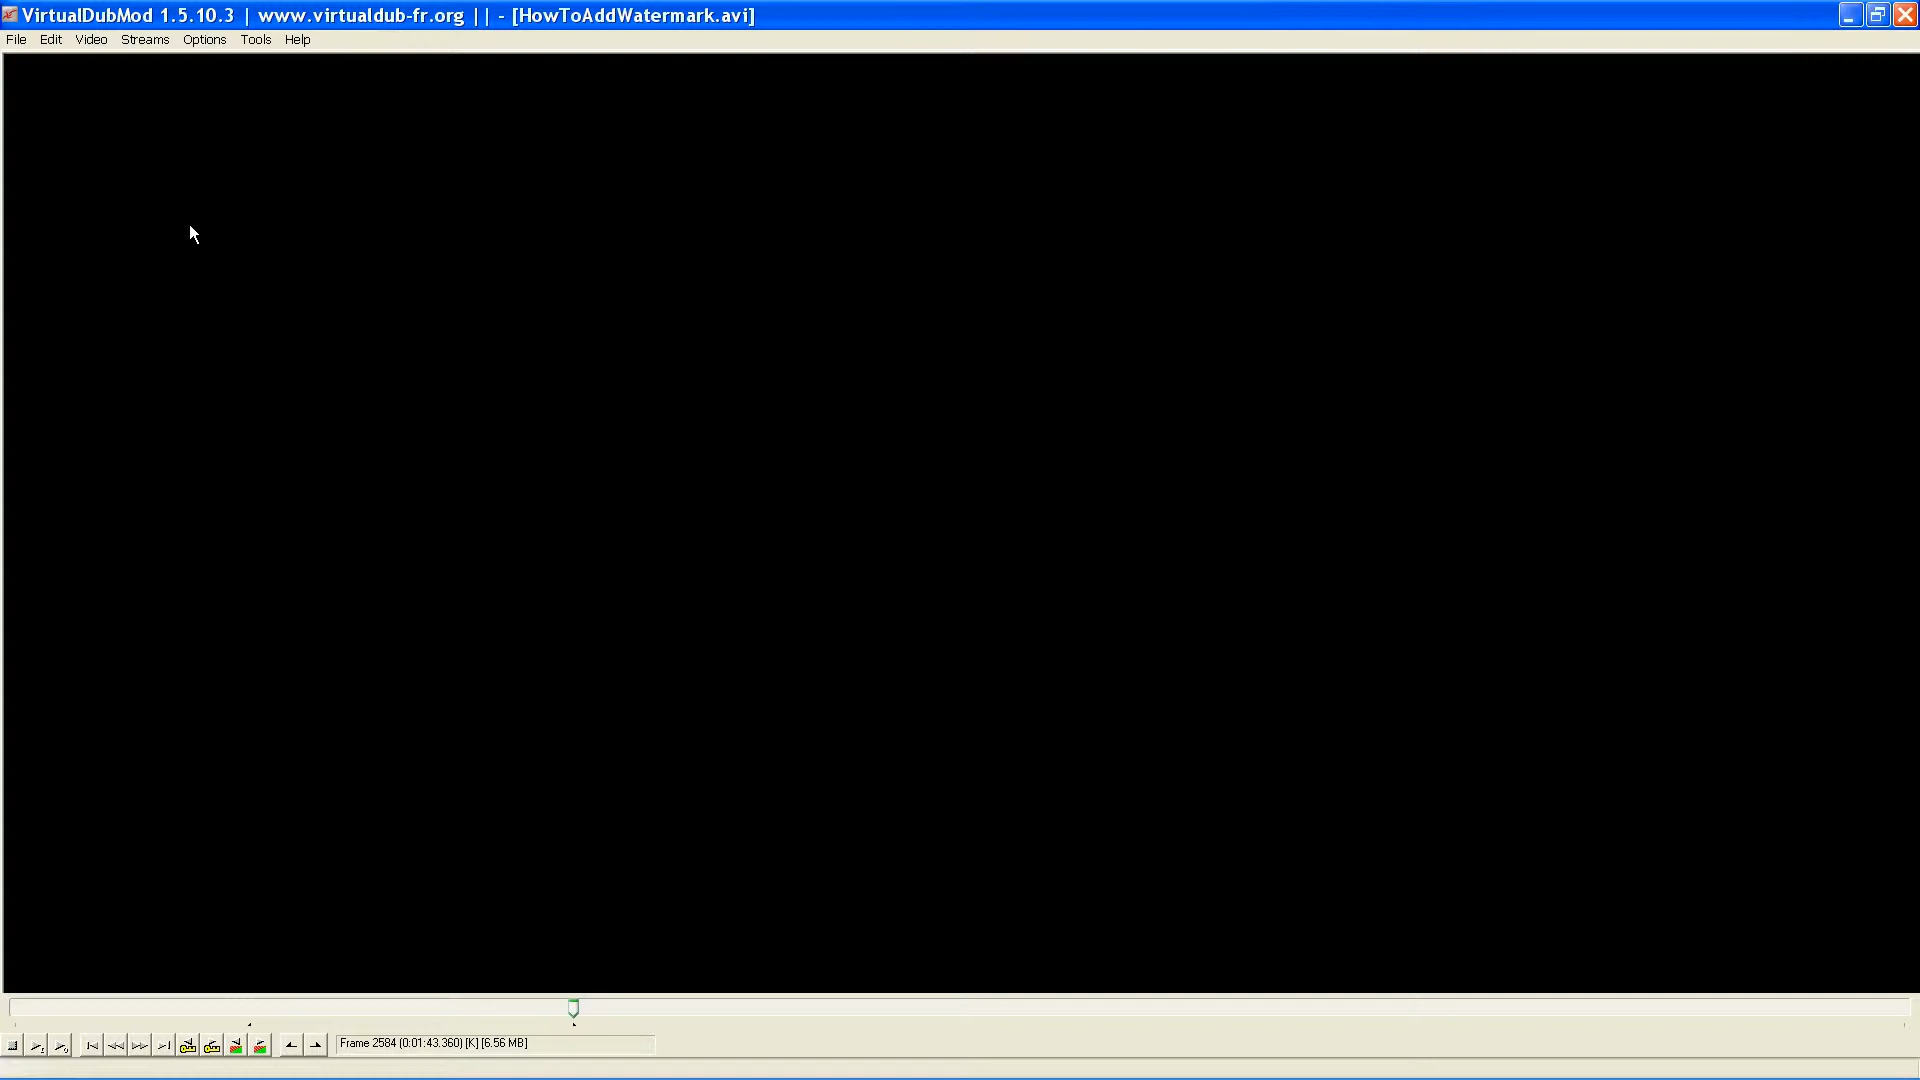 VirtualDubMod 1.5.10.3 | www.virtualdub-fr.org || - [HowToAddWatermark.avi]
File Edit Video Streams Options Tools Help
Frame 2584 (0:01:43.360) [K] [6.56 MB]